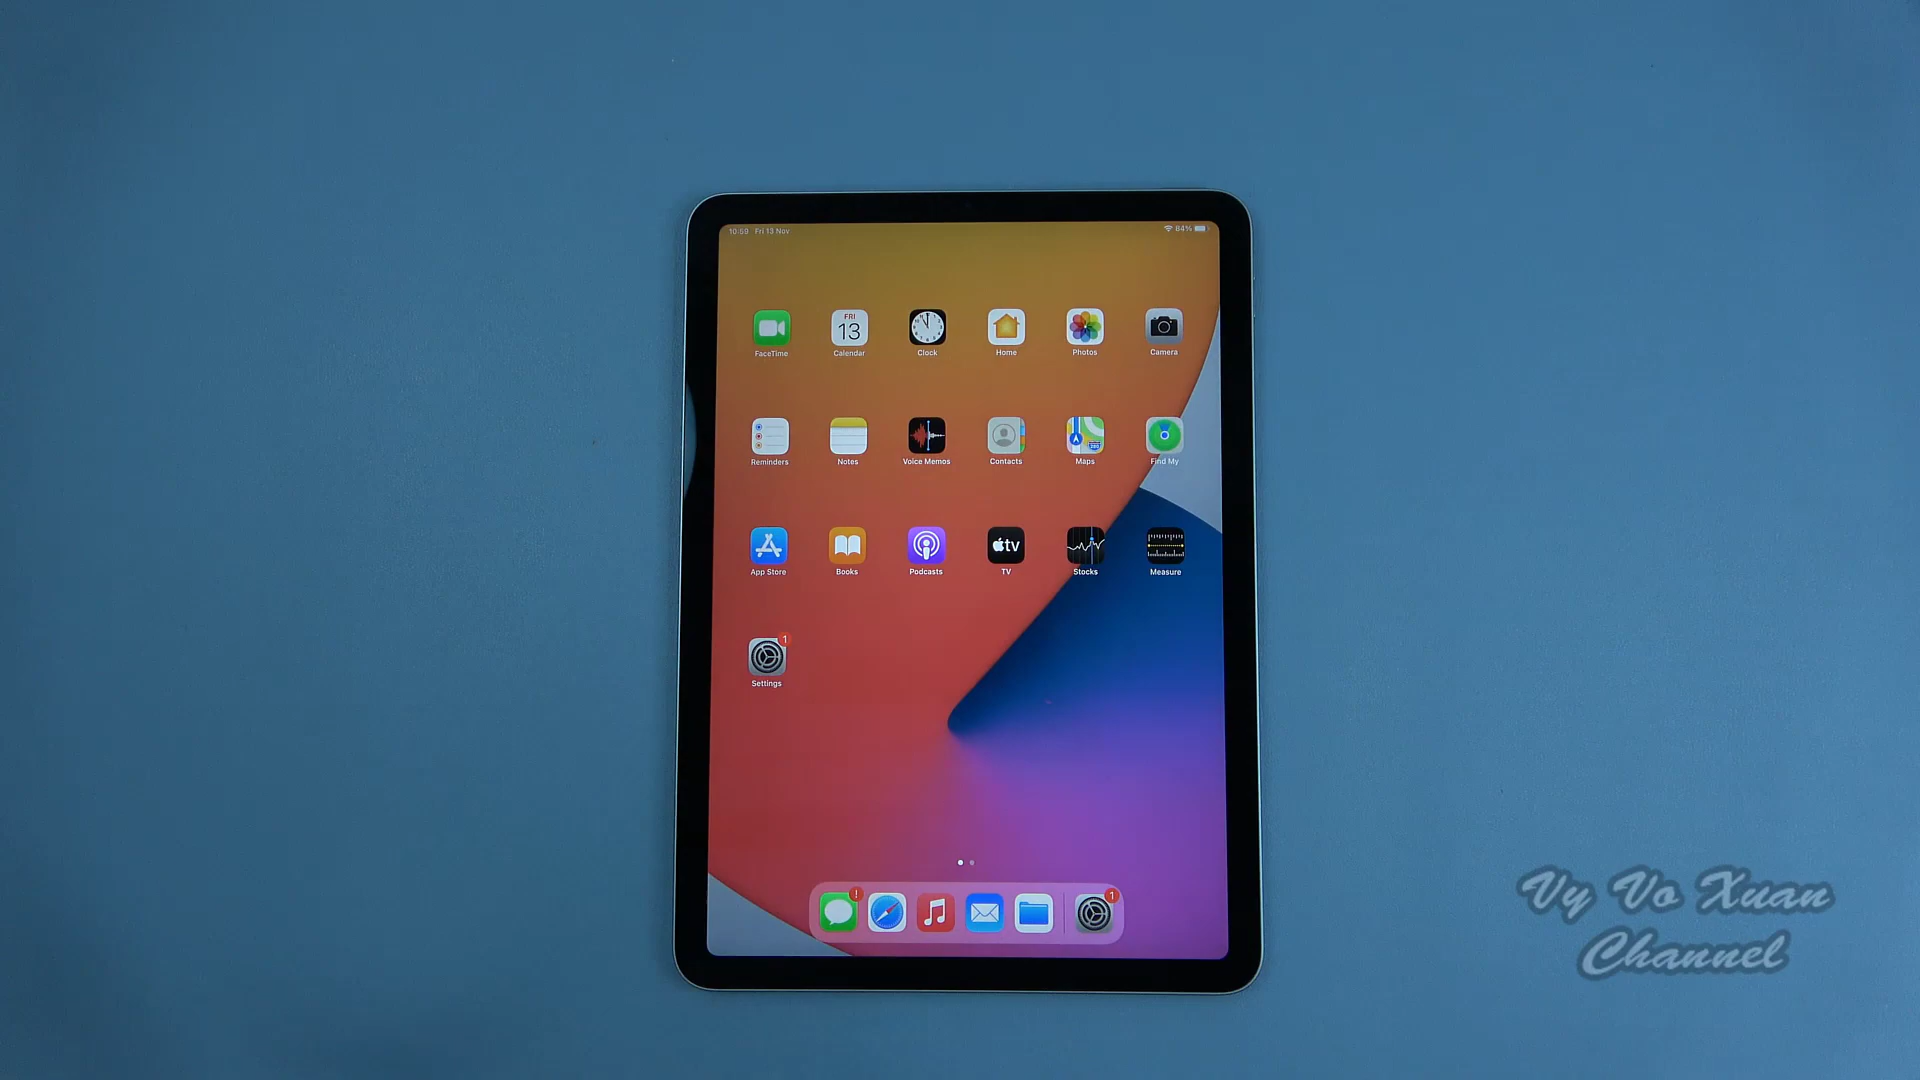 10:59 Fri 13 Nov
84%
FaceTime
FRI
13
Calendar
Clock
Home
Photos
Camera
Reminders
Notes
Voice Memos
Contacts
Maps
Find My
App Store
Books
Podcasts
tv
TV
Stocks
Measure
1
Settings
!
1
Vy Vo Xuan
Channel